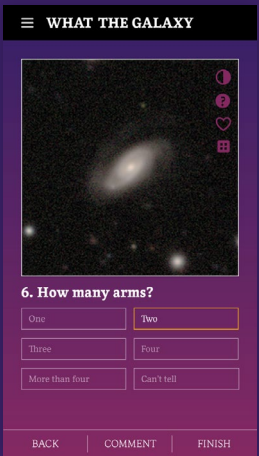 WHAT THE GALAXY
?
6. How many arms?
One
Two
Three
Four
More than four
Can't tell
BACK
COMMENT
FINISH